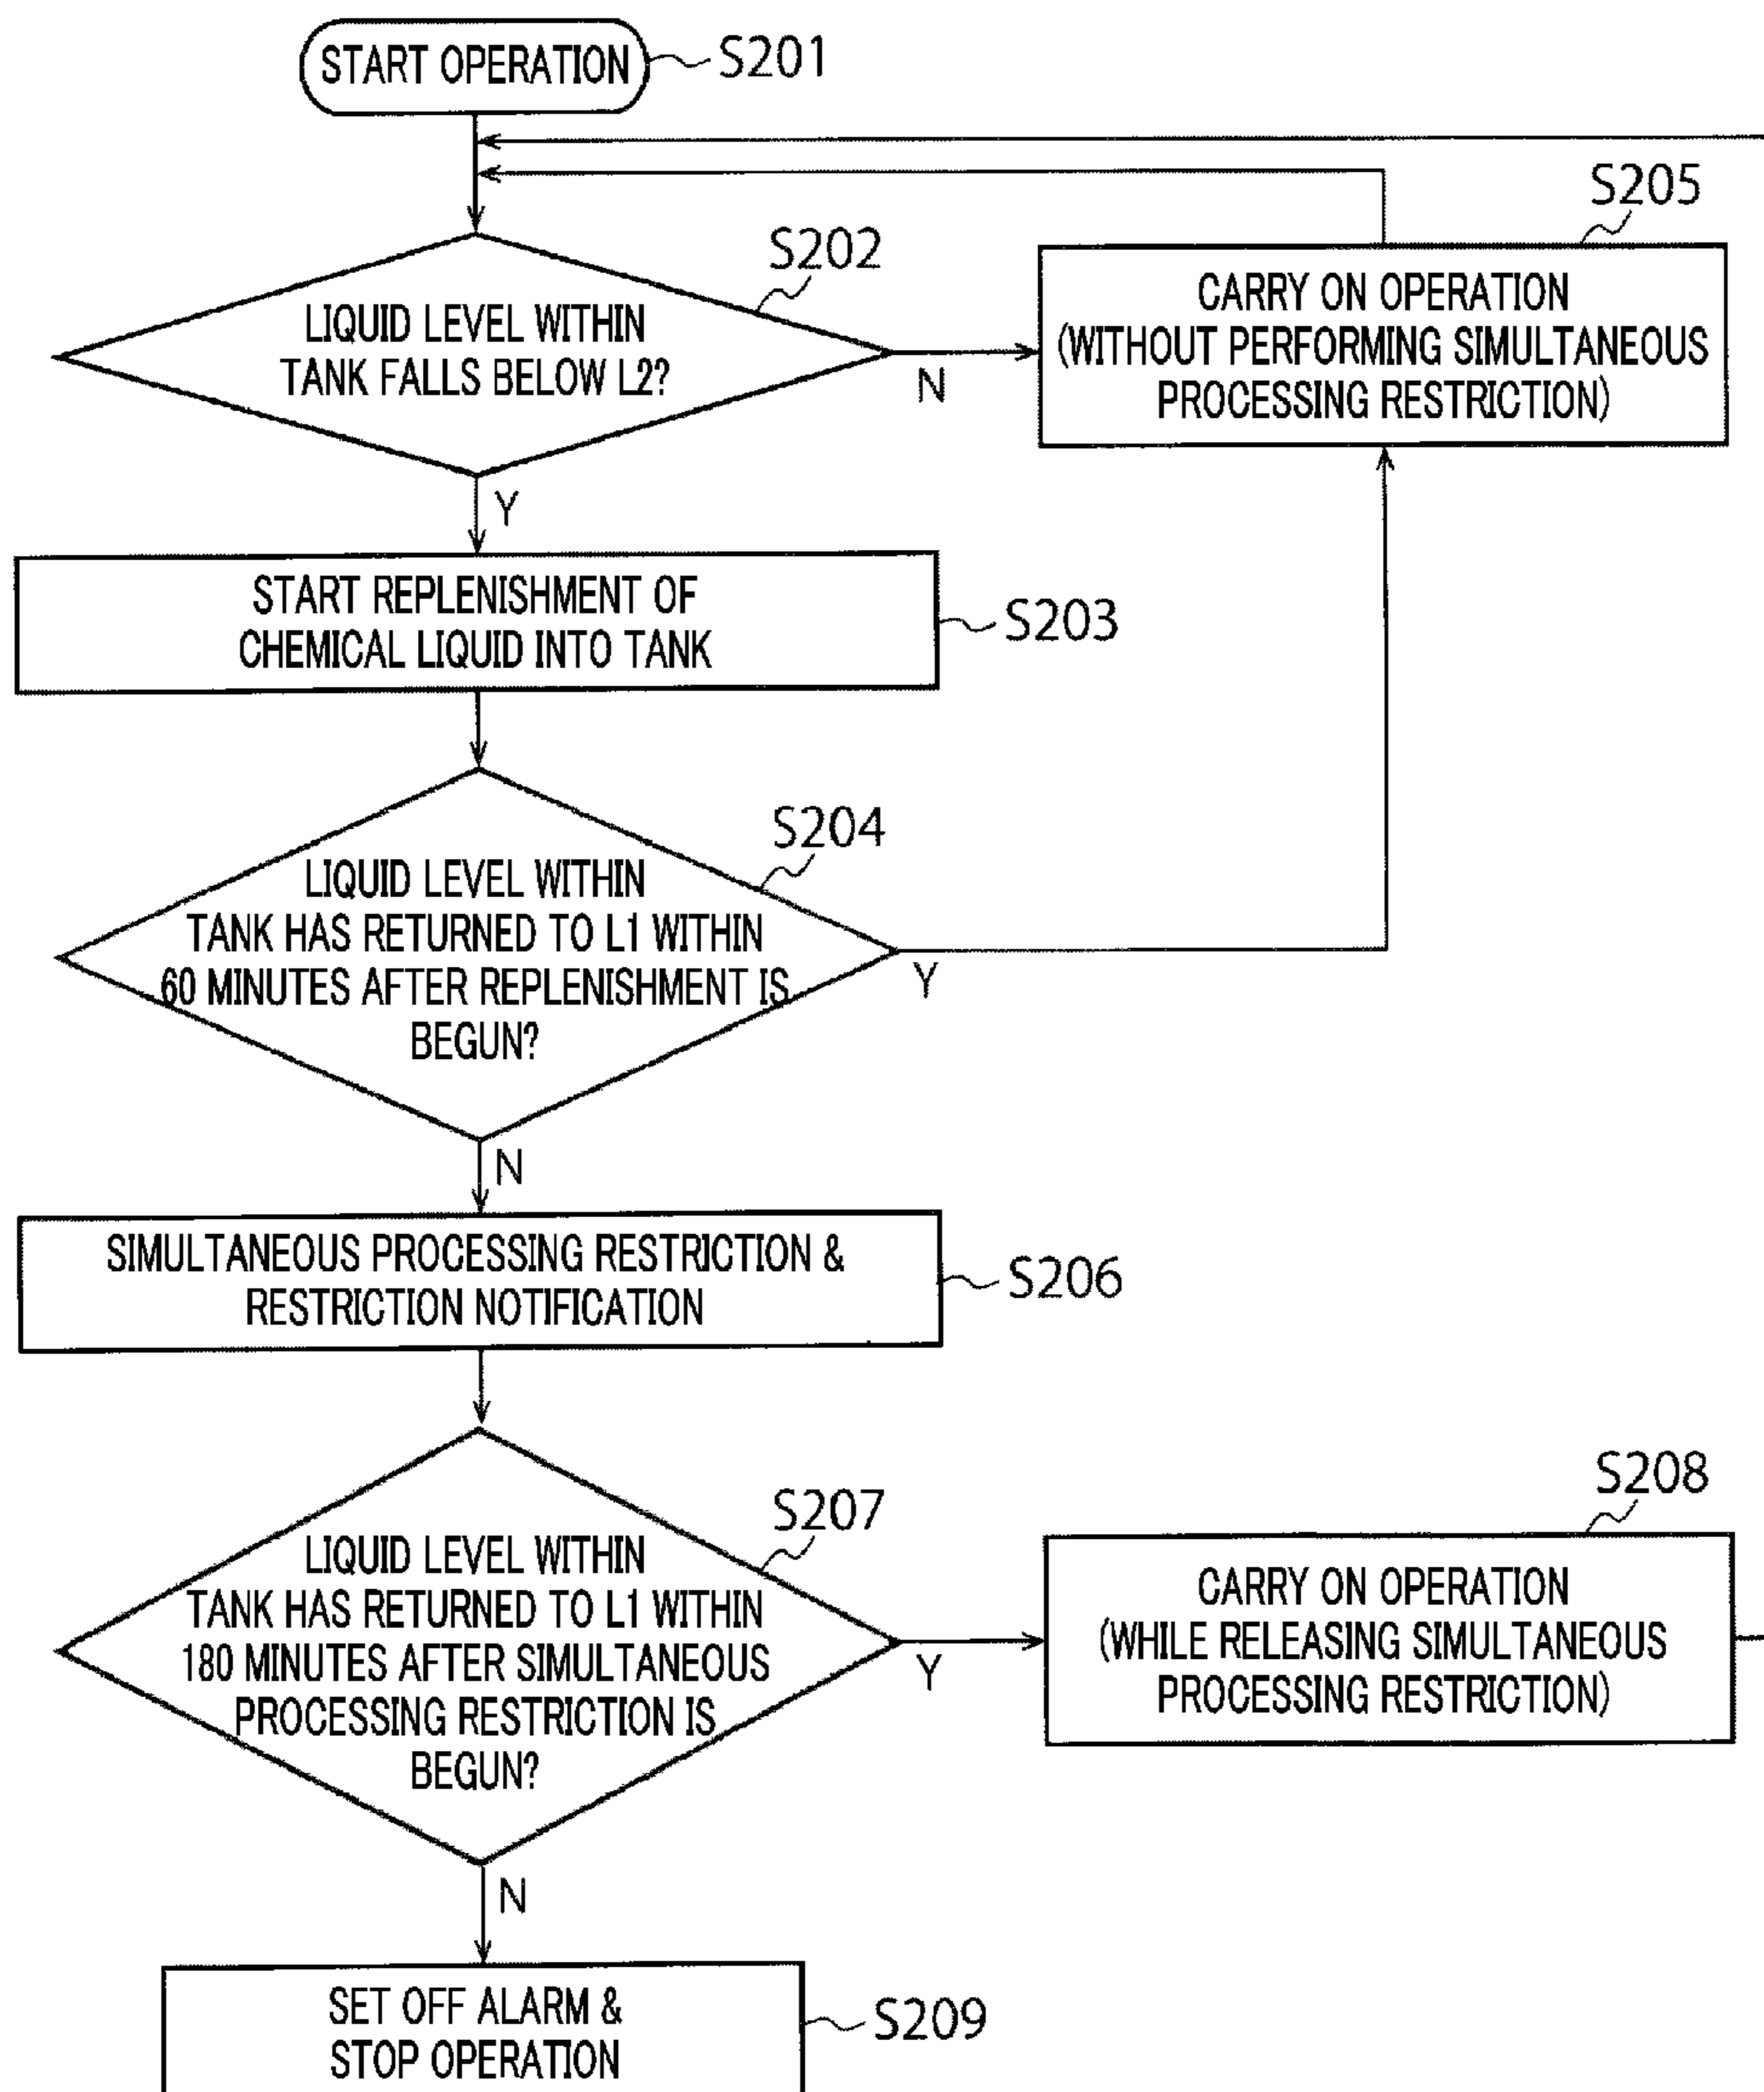 START OPERATION
S201
S202
LIQUID LEVEL WITHIN
TANK FALLS BELOW L2?
N
Y
S205
CARRY ON OPERATION
(WITHOUT PERFORMING SIMULTANEOUS
PROCESSING RESTRICTION)
START REPLENISHMENT OF
CHEMICAL LIQUID INTO TANK
S203
S204
LIQUID LEVEL WITHIN
TANK HAS RETURNED TO L1 WITHIN
60 MINUTES AFTER REPLENISHMENT IS
BEGUN?
Y
N
SIMULTANEOUS PROCESSING RESTRICTION &
RESTRICTION NOTIFICATION
S206
S207
LIQUID LEVEL WITHIN
TANK HAS RETURNED TO L1 WITHIN
180 MINUTES AFTER SIMULTANEOUS
PROCESSING RESTRICTION IS
BEGUN?
Y
N
S208
CARRY ON OPERATION
(WHILE RELEASING SIMULTANEOUS
PROCESSING RESTRICTION)
SET OFF ALARM &
STOP OPERATION
S209